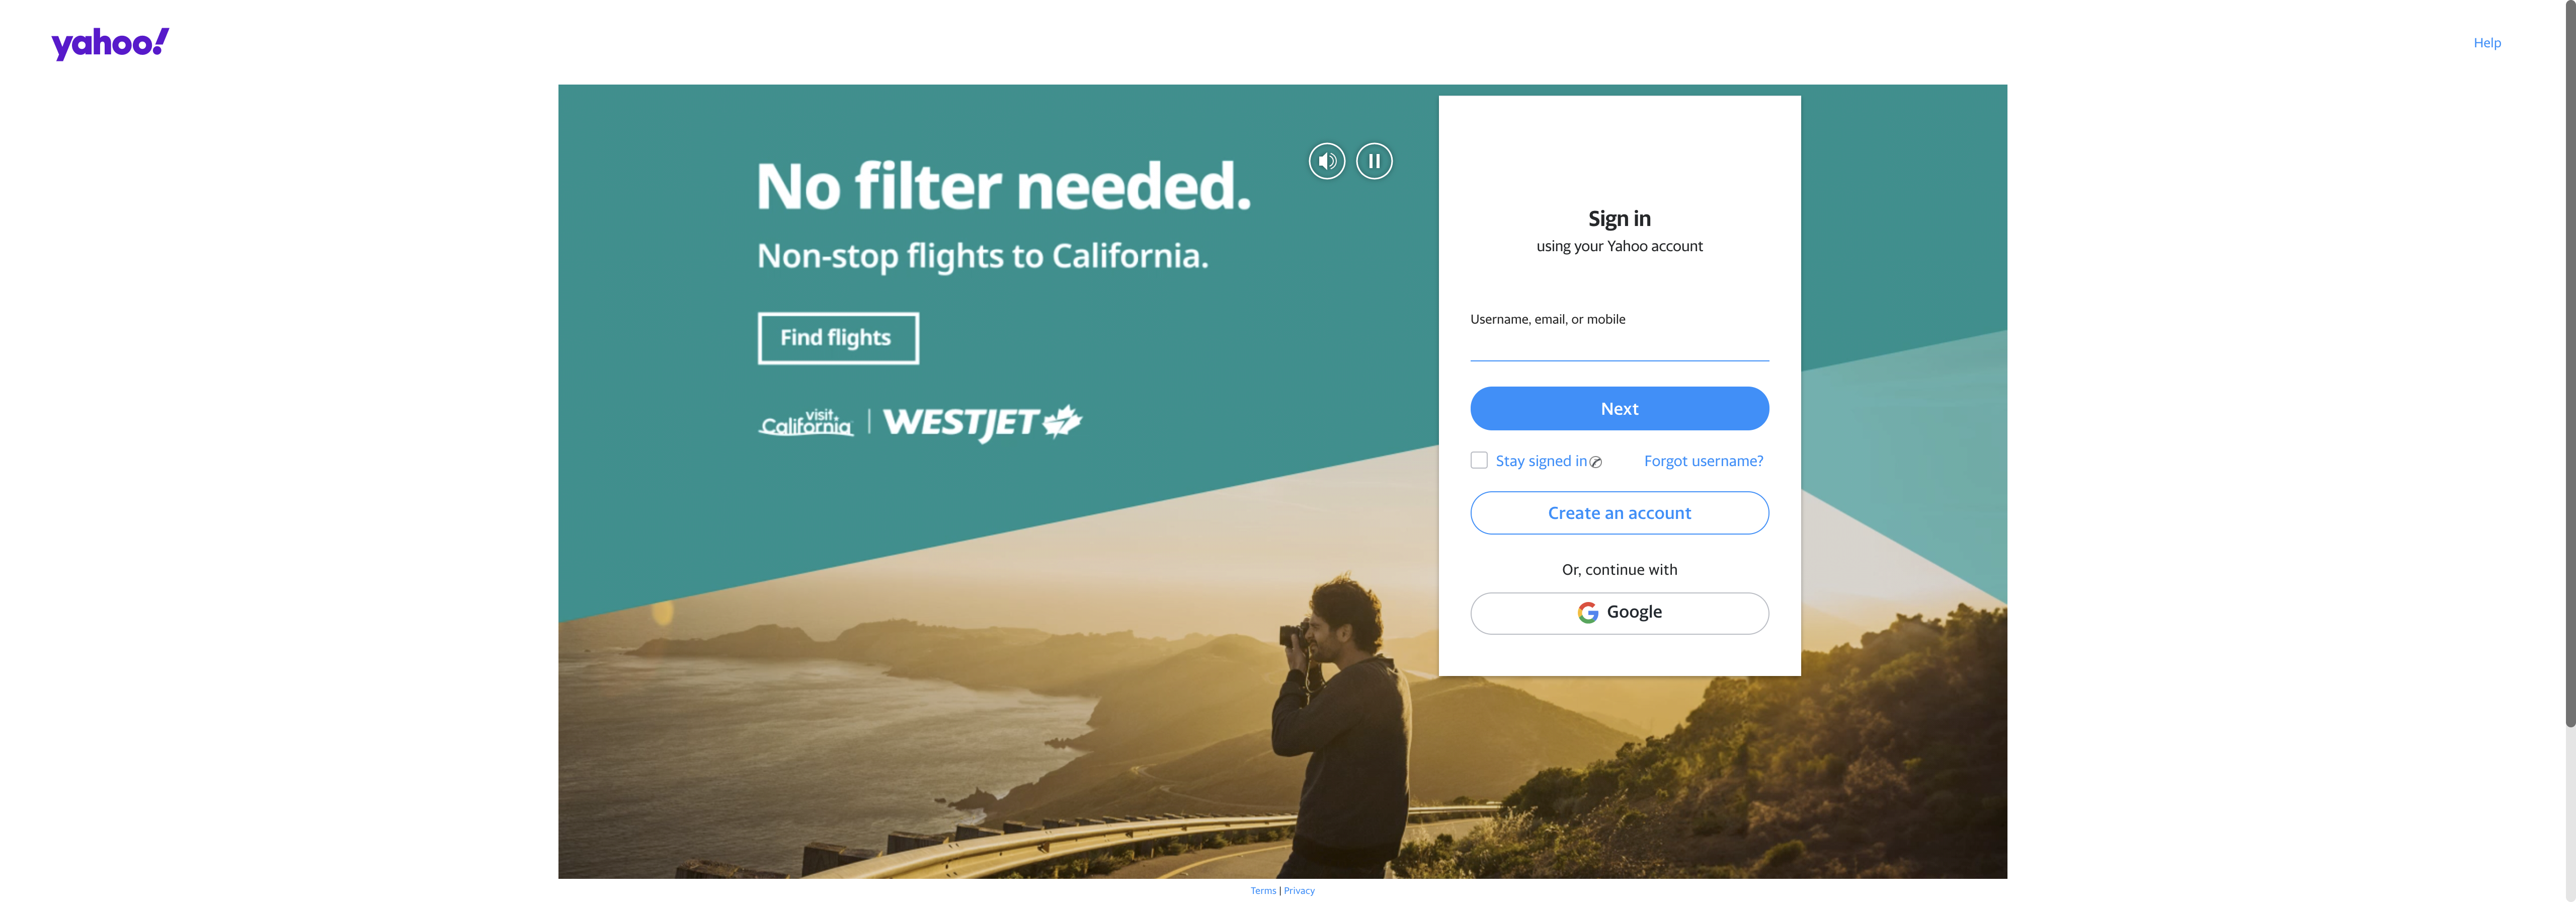 yahoo!
Help
No filter needed.
Non-stop flights to California.
Find flights
visit
California
WESTJET
Sign in
using your Yahoo account
Username, email, or mobile
Next
Stay signed in
Forgot username?
Create an account
Or, continue with
Google
Terms | Privacy